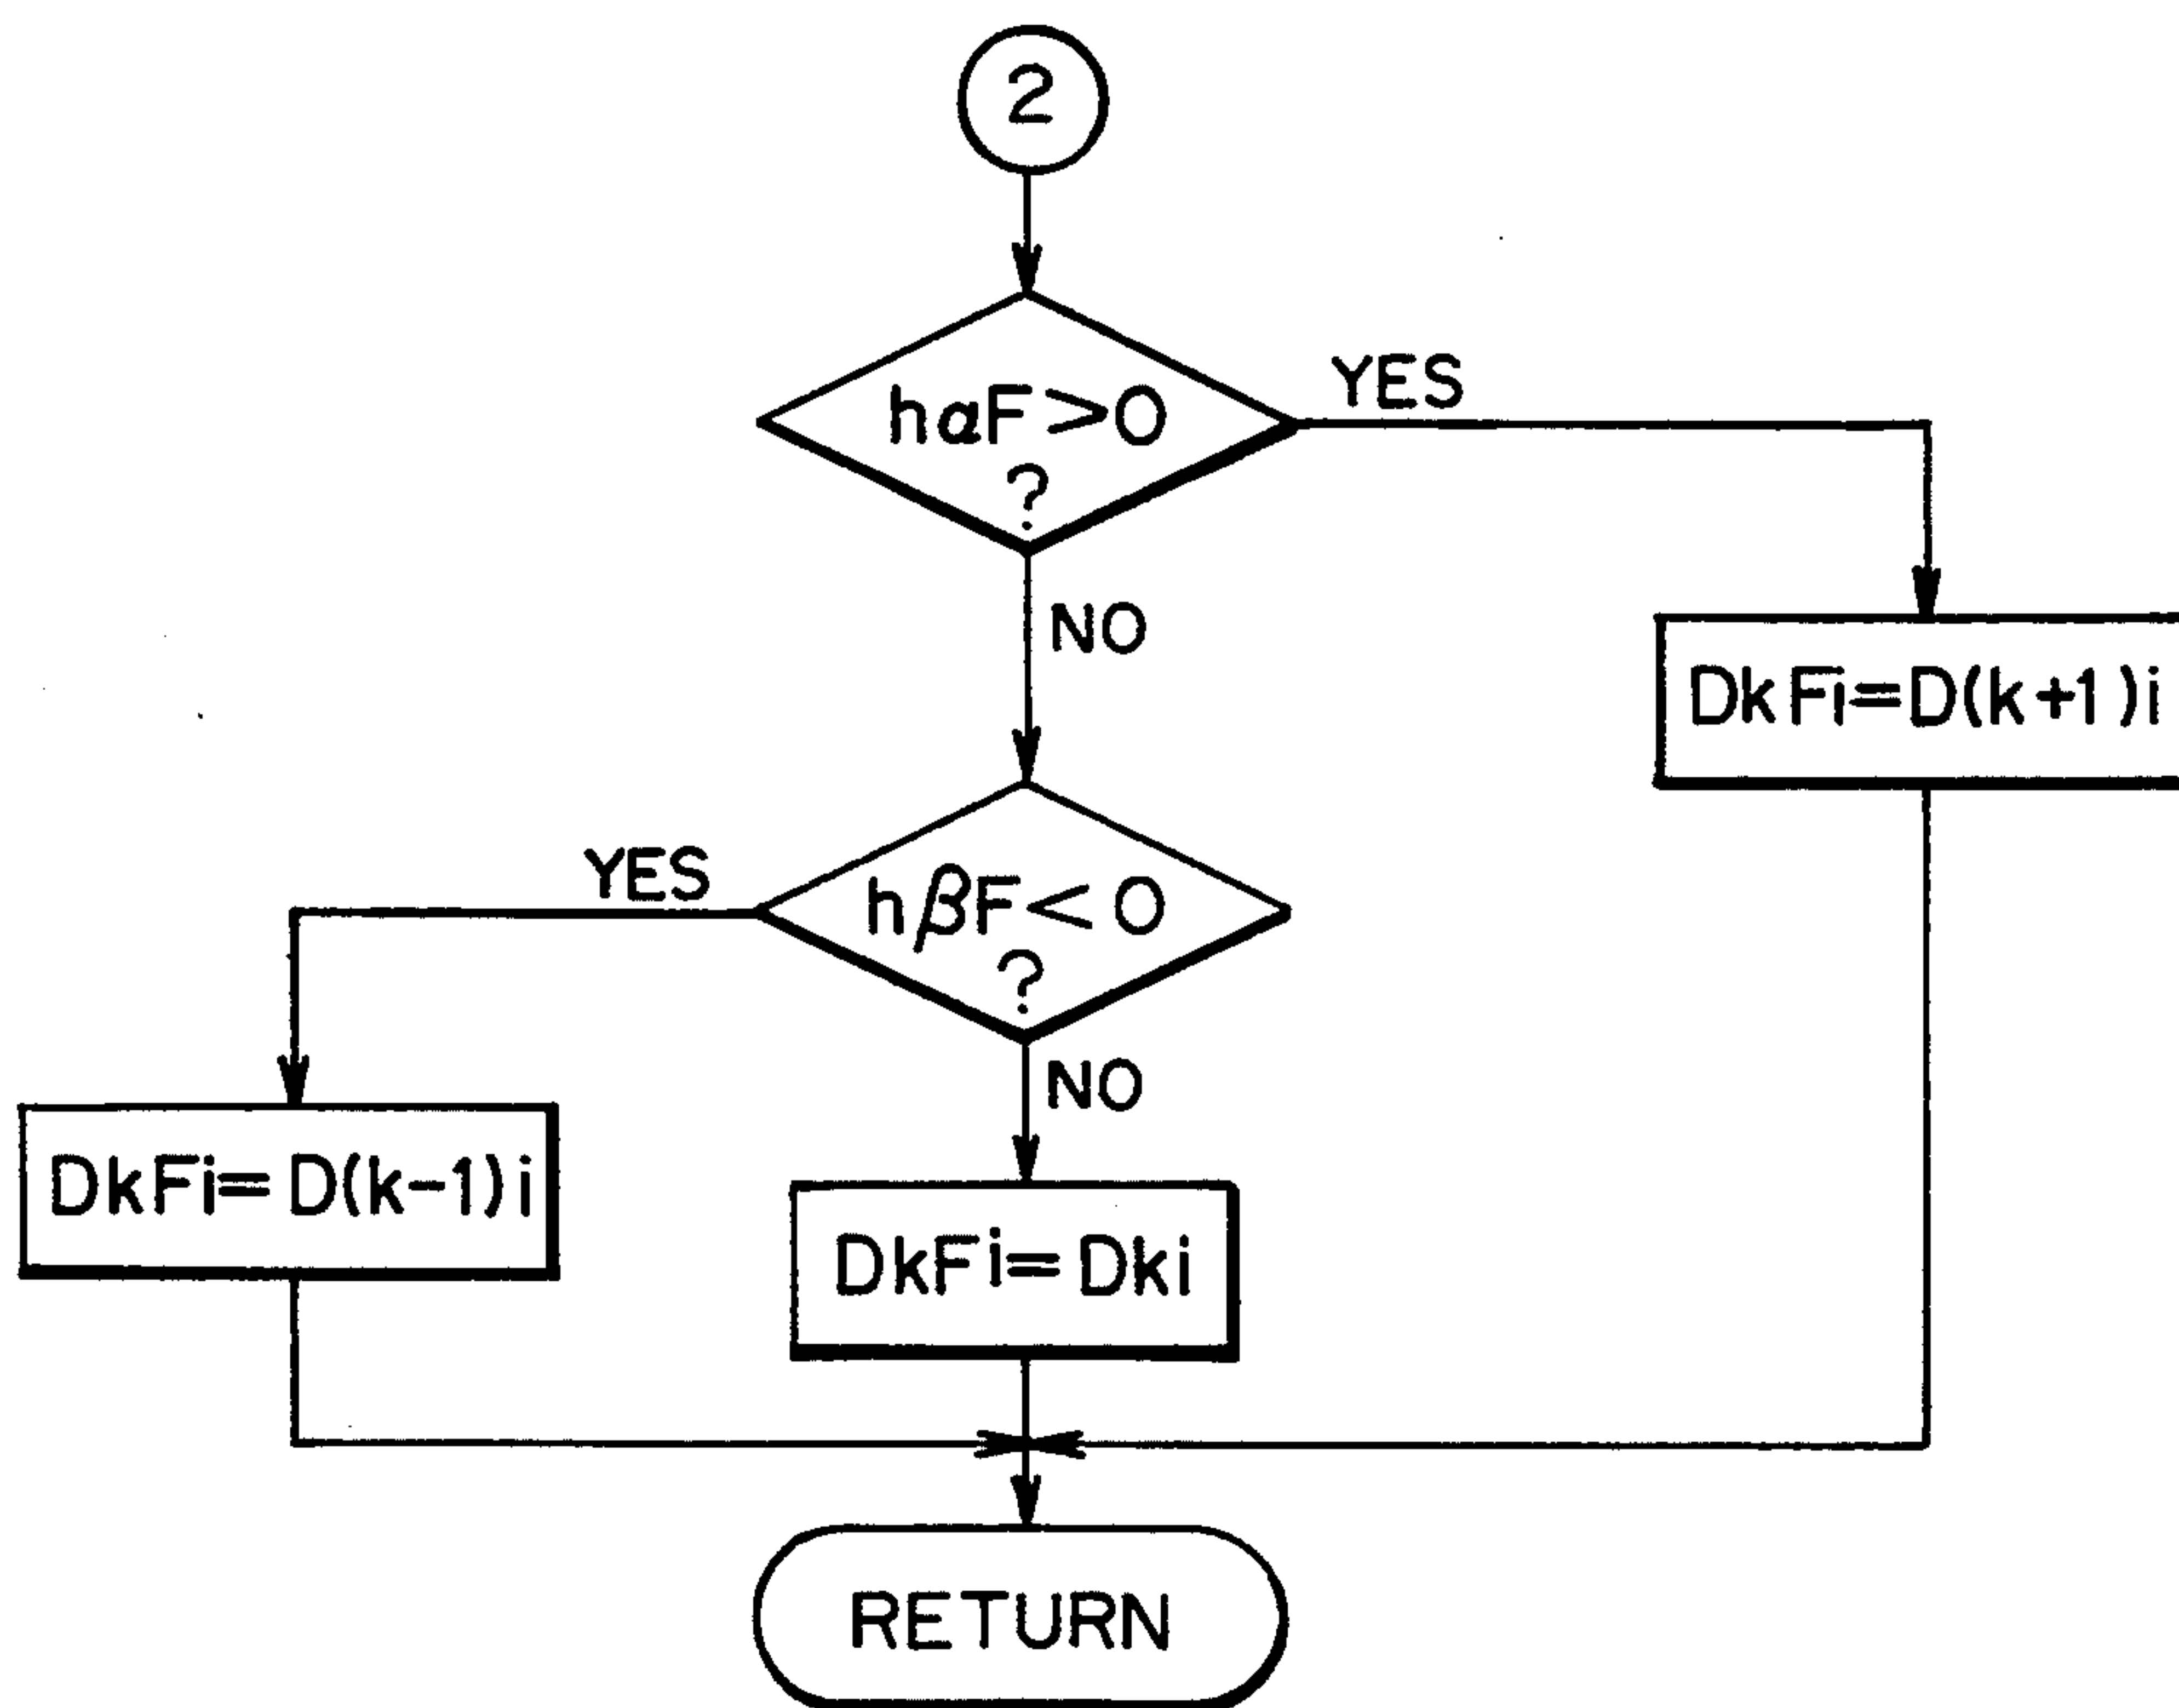 2
hαF>0
?
YES
NO
DkFi=D(k+1)i
YES
hβF<0
?
NO
DkFi=D(k-1)i
DkFi=Dki
RETURN